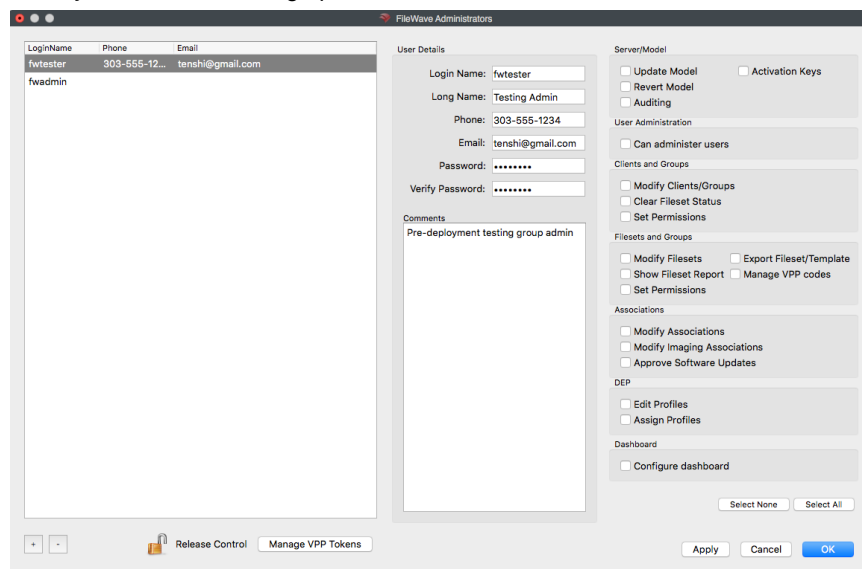 FileWave Administrators
LoginName Phone Email
fwtester 303-555-12... tenshi@gmail.com
fwadmin
User Details
Login Name: fwtester
Long Name: Testing Admin
Phone: 303-555-1234
Email: tenshi@gmail.com
Password: ••••••••
Verify Password: ••••••••
Comments
Pre-deployment testing group admin
Server/Model
Update Model Activation Keys
Revert Model
Auditing
User Administration
Can administer users
Clients and Groups
Modify Clients/Groups
Clear Fileset Status
Set Permissions
Filesets and Groups
Modify Filesets Export Fileset/Template
Show Fileset Report Manage VPP codes
Set Permissions
Associations
Modify Associations
Modify Imaging Associations
Approve Software Updates
DEP
Edit Profiles
Assign Profiles
Dashboard
Configure dashboard
Select None Select All
+ - Release Control Manage VPP Tokens
Apply Cancel OK